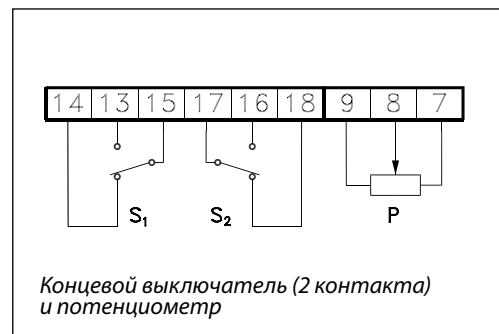 14 13 15 17 16 18 9 8 7
S₁ S₂ P
Концевой выключатель (2 контакта)
и потенциометр